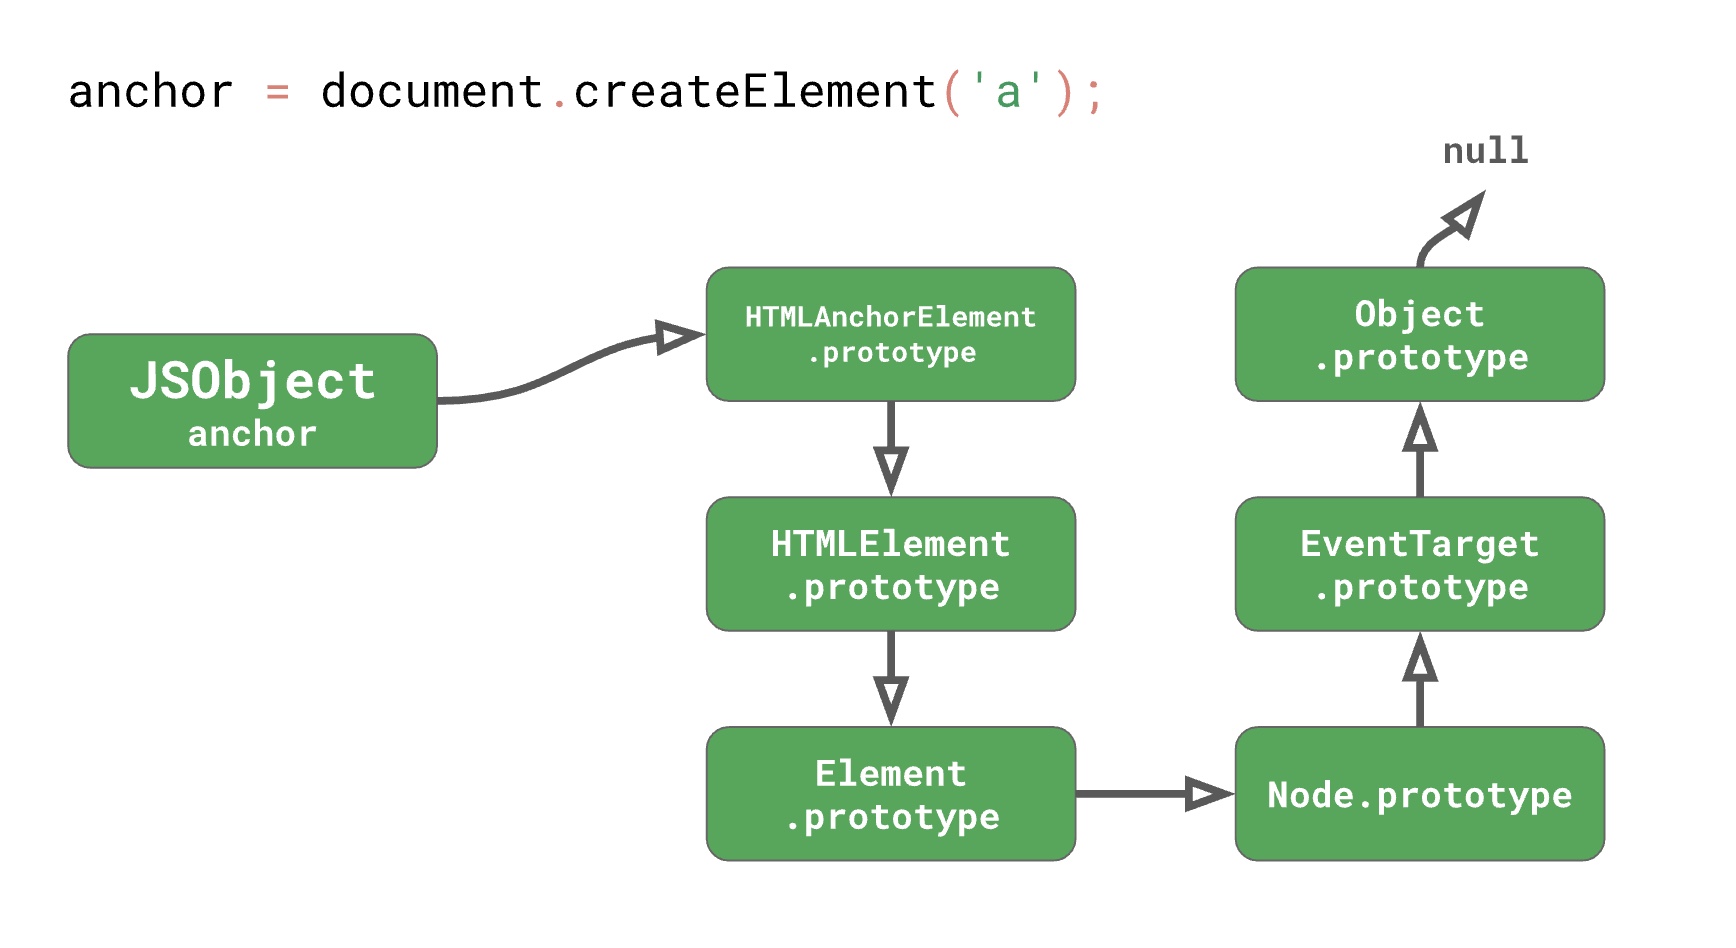 anchor = document.createElement('a');
null
JSObject
anchor
HTMLAnchorElement
.prototype
HTMLElement
.prototype
Element
.prototype
Node.prototype
EventTarget
.prototype
Object
.prototype